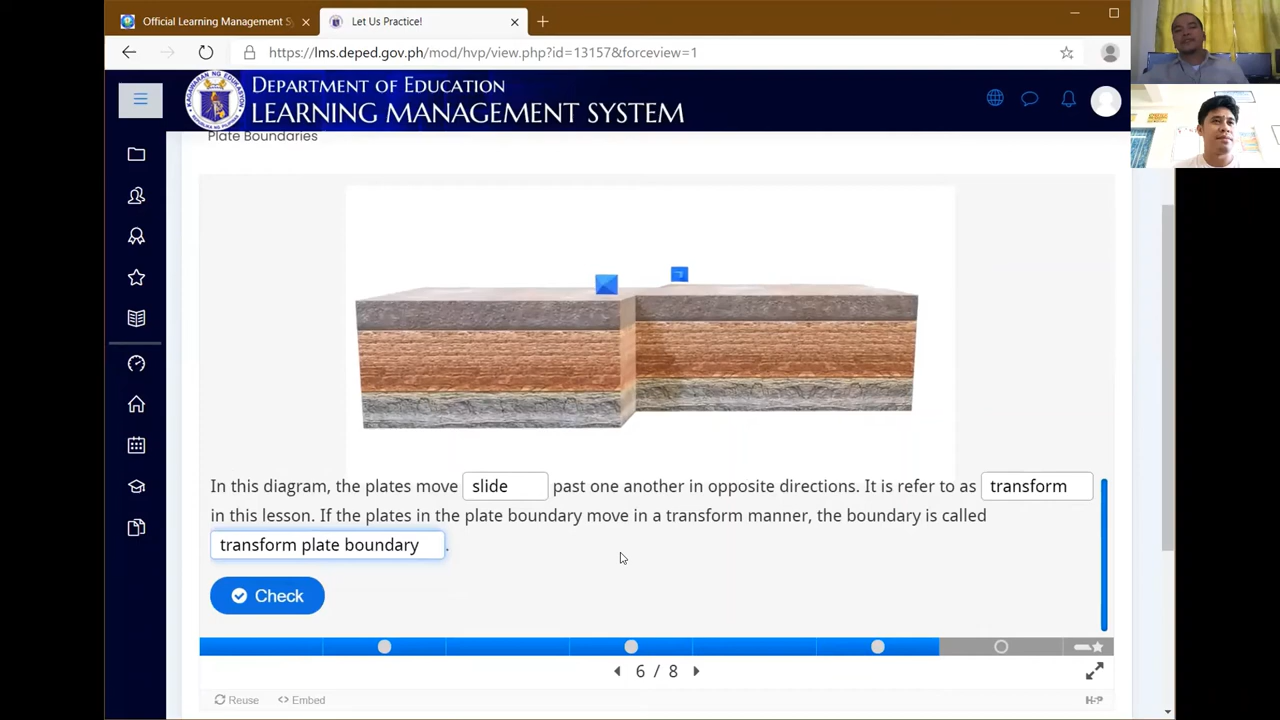 Official Learning Management S
Let Us Practice!
https://lms.deped.gov.ph/mod/hvp/view.php?id=13157&forceview=1
DEPARTMENT OF EDUCATION
LEARNING MANAGEMENT SYSTEM
Plate Boundaries
In this diagram, the plates move slide past one another in opposite directions. It is refer to as transform
in this lesson. If the plates in the plate boundary move in a transform manner, the boundary is called
transform plate boundary .
Check
6 / 8
Reuse <> Embed
H-P